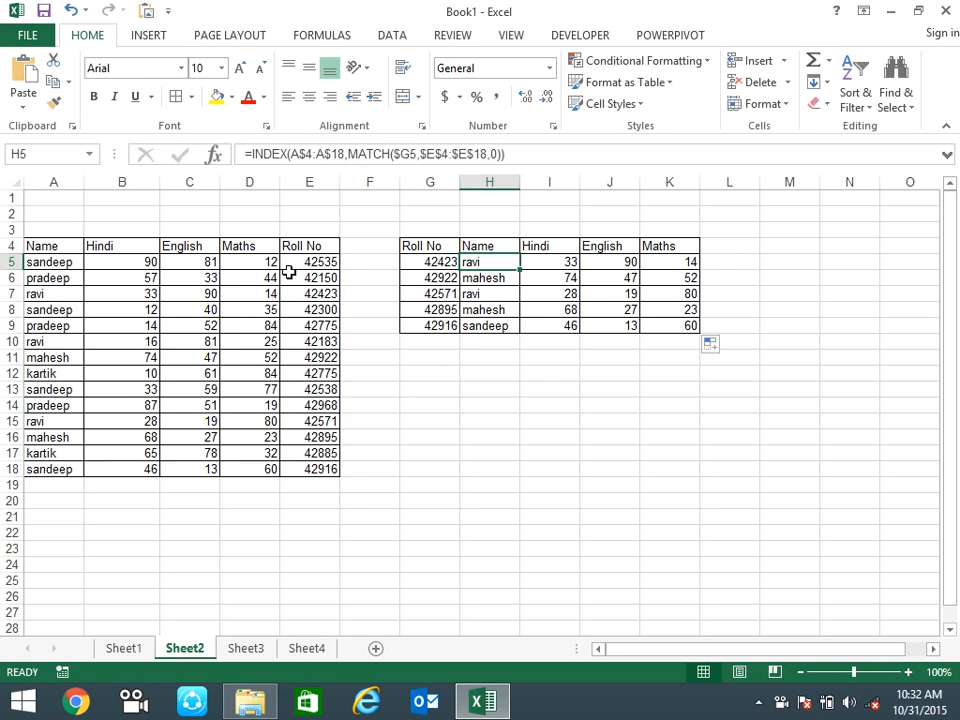 Book1 - Excel
?
Sign in
FILE HOME INSERT PAGE LAYOUT FORMULAS DATA REVIEW VIEW DEVELOPER POWERPIVOT
Paste
Arial 10
General
Conditional Formatting
Format as Table
Cell Styles
Insert
Delete
Format
Sort & Filter
Find & Select
B I U A
$ % ,
Clipboard Font Alignment Number Styles Cells Editing
H5 fx =INDEX(A$4:A$18,MATCH($G5,$E$4:$E$18,0))
A B C D E F G H I J K L M N O
1
2
3
4 Name Hindi English Maths Roll No Roll No Name Hindi English Maths
5 sandeep 90 81 12 42535 42423 ravi 33 90 14
6 pradeep 57 33 44 42150 42922 mahesh 74 47 52
7 ravi 33 90 14 42423 42571 ravi 28 19 80
8 sandeep 12 40 35 42300 42895 mahesh 68 27 23
9 pradeep 14 52 84 42775 42916 sandeep 46 13 60
10 ravi 16 81 25 42183
11 mahesh 74 47 52 42922
12 kartik 10 61 84 42775
13 sandeep 33 59 77 42538
14 pradeep 87 51 19 42968
15 ravi 28 19 80 42571
16 mahesh 68 27 23 42895
17 kartik 65 78 32 42885
18 sandeep 46 13 60 42916
19
20
21
22
23
24
25
26
27
28
Sheet1 Sheet2 Sheet3 Sheet4
READY 100%
10:32 AM
10/31/2015